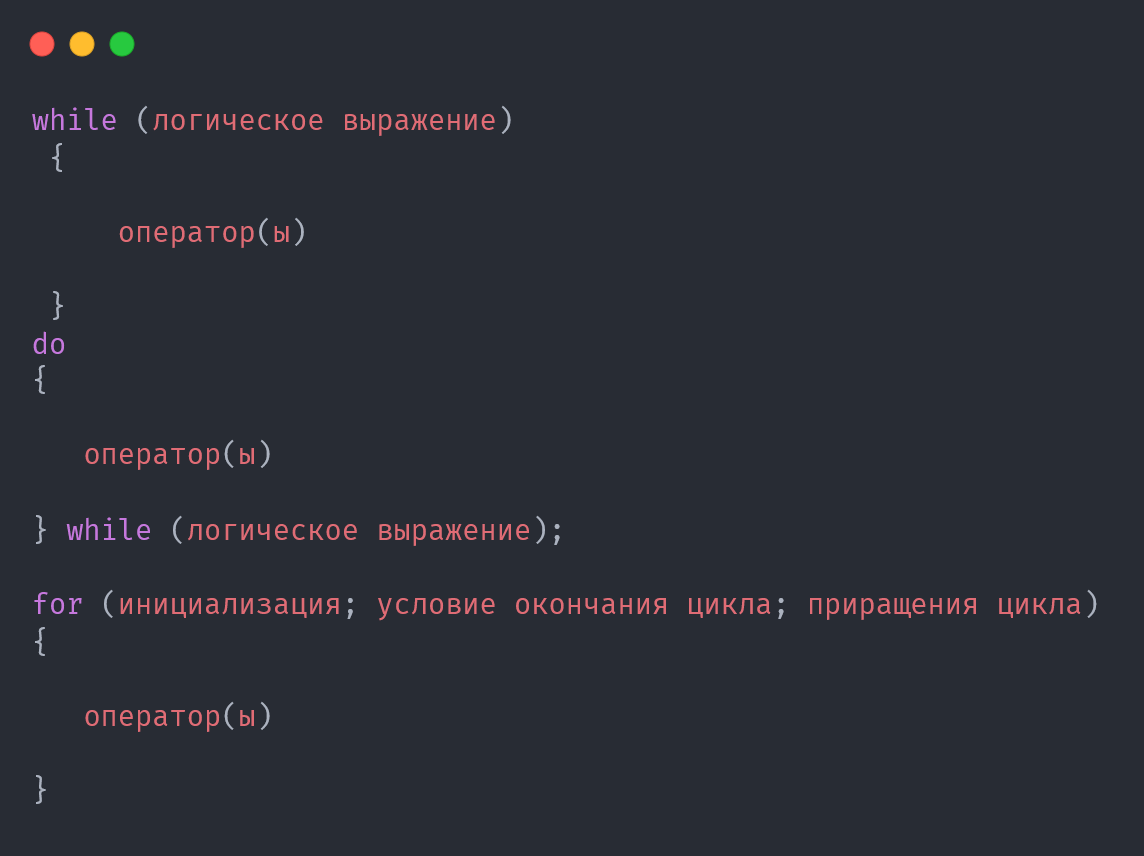 while (логическое выражение)
{
оператор(ы)
}
do
{
оператор(ы)
} while (логическое выражение);
for (инициализация; условие окончания цикла; приращения цикла)
{
оператор(ы)
}